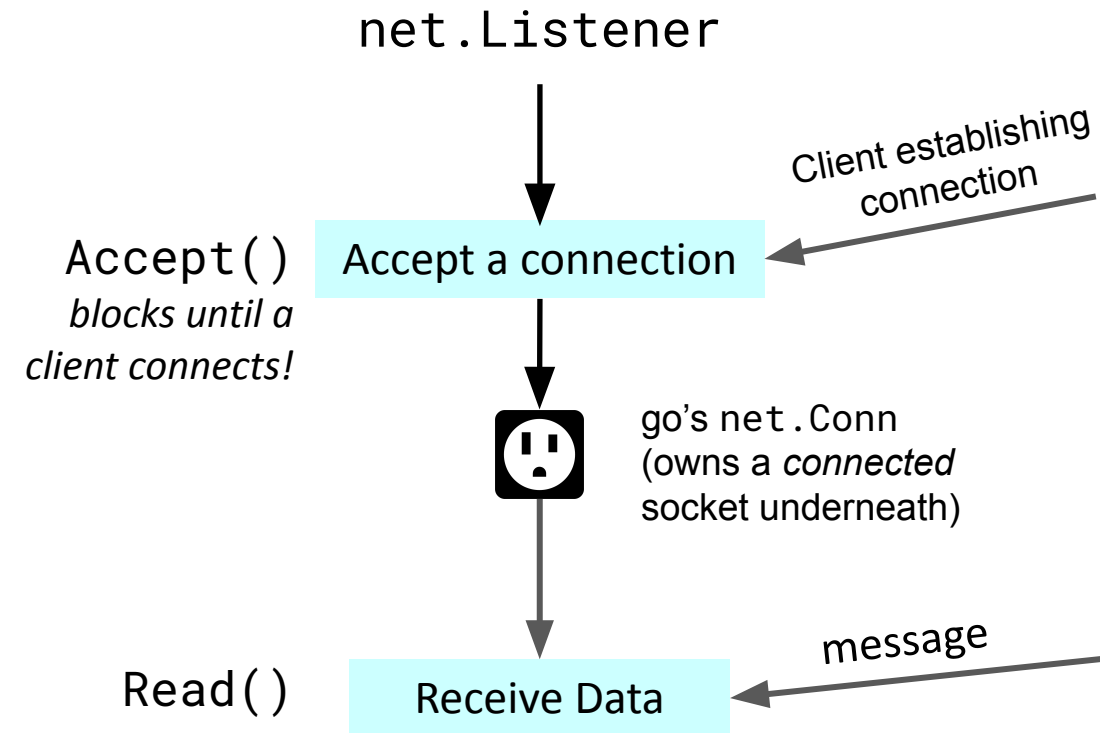 net.Listener
Client establishing
connection
Accept()
blocks until a
client connects!
Accept a connection
go's net.Conn
(owns a connected
socket underneath)
message
Read()
Receive Data